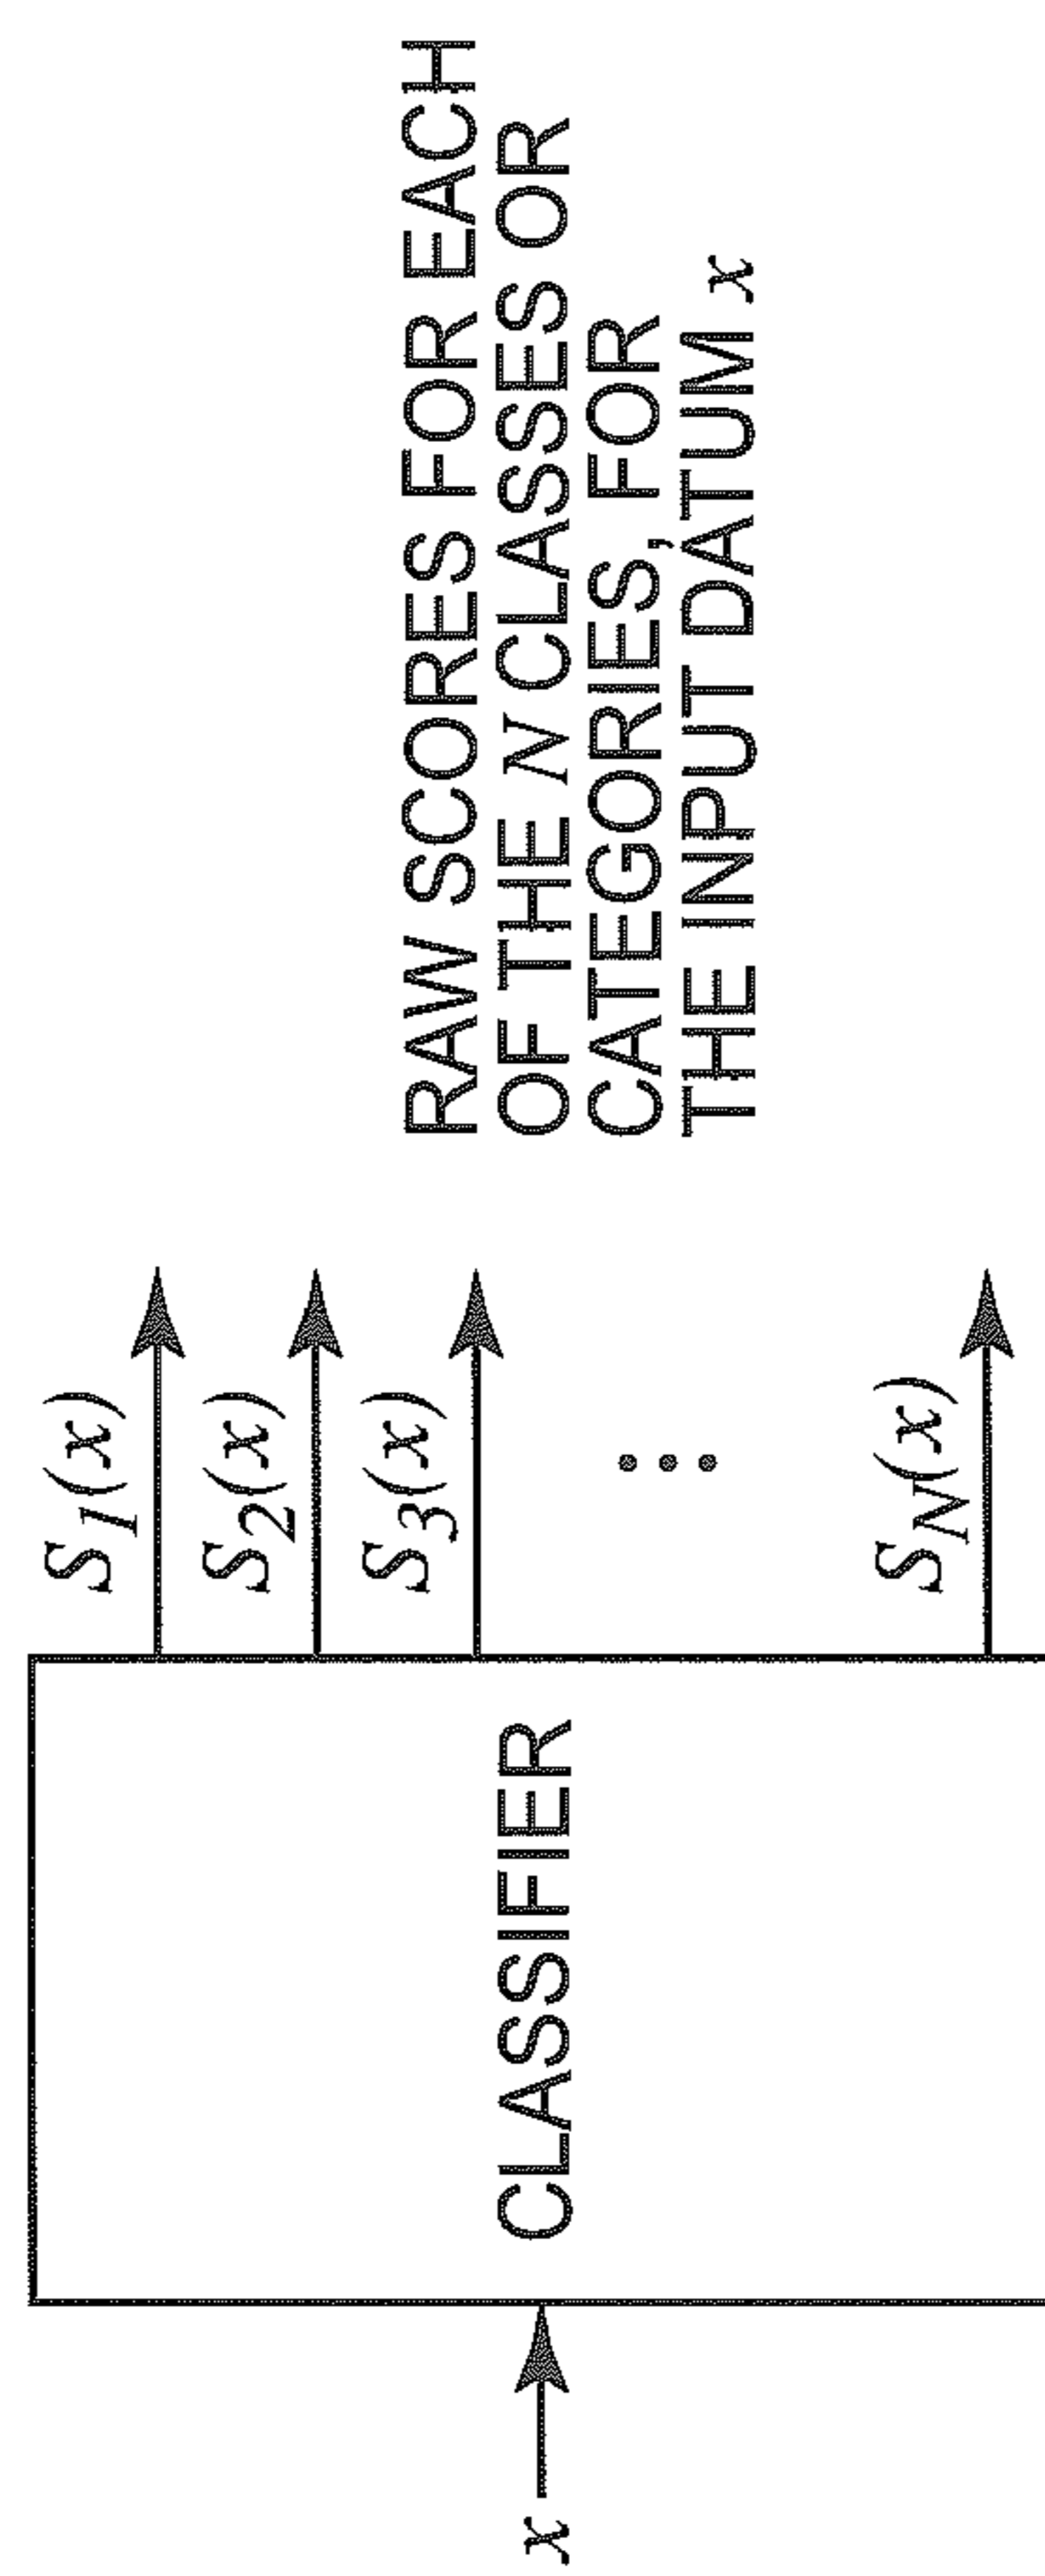 x
CLASSIFIER
S1(x)
S2(x)
S3(x)
SN(x)
RAW SCORES FOR EACH
OF THE N CLASSES OR
CATEGORIES, FOR
THE INPUT DATUM x